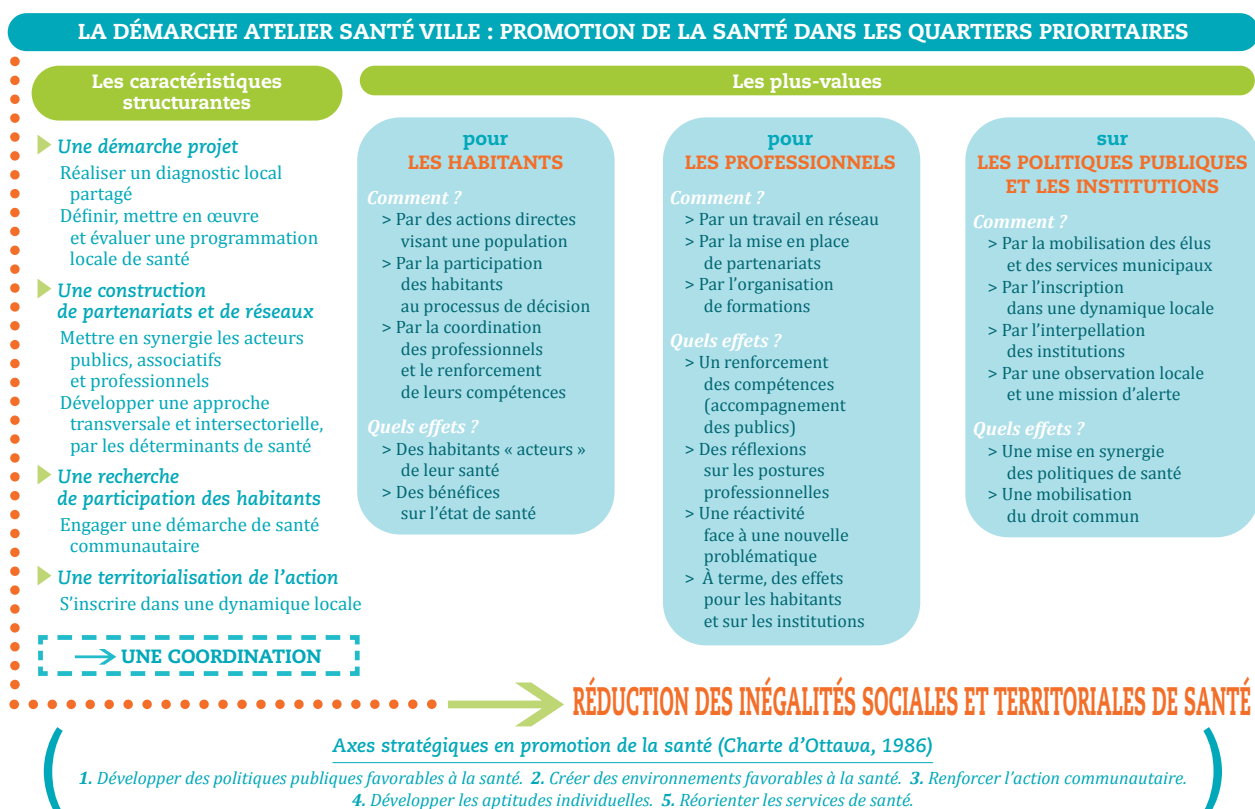 LA DÉMARCHE ATELIER SANTÉ VILLE : PROMOTION DE LA SANTÉ DANS LES QUARTIERS PRIORITAIRES
Les caractéristiques
structurantes
Une démarche projet
Réaliser un diagnostic local
partagé
Définir, mettre en œuvre
et évaluer une programmation
locale de santé
Une construction
de partenariats et de réseaux
Mettre en synergie les acteurs
publics, associatifs
et professionnels
Développer une approche
transversale et intersectorielle,
par les déterminants de santé
Une recherche
de participation des habitants
Engager une démarche de santé
communautaire
Une territorialisation de l'action
S'inscrire dans une dynamique locale
UNE COORDINATION
Les plus-values
pour
LES HABITANTS
Comment ?
> Par des actions directes
visant une population
> Par la participation
des habitants
au processus de décision
> Par la coordination
des professionnels
et le renforcement
de leurs compétences
Quels effets ?
> Des habitants « acteurs »
de leur santé
> Des bénéfices
sur l'état de santé
pour
LES PROFESSIONNELS
Comment ?
> Par un travail en réseau
> Par la mise en place
de partenariats
> Par l'organisation
de formations
Quels effets ?
> Un renforcement
des compétences
(accompagnement
des publics)
> Des réflexions
sur les postures
professionnelles
> Une réactivité
face à une nouvelle
problématique
> À terme, des effets
pour les habitants
et sur les institutions
sur
LES POLITIQUES PUBLIQUES
ET LES INSTITUTIONS
Comment ?
> Par la mobilisation des élus
et des services municipaux
> Par l'inscription
dans une dynamique locale
> Par l'interpellation
des institutions
> Par une observation locale
et une mission d'alerte
Quels effets ?
> Une mise en synergie
des politiques de santé
> Une mobilisation
du droit commun
RÉDUCTION DES INÉGALITÉS SOCIALES ET TERRITORIALES DE SANTÉ
Axes stratégiques en promotion de la santé (Charte d'Ottawa, 1986)
1. Développer des politiques publiques favorables à la santé. 2. Créer des environnements favorables à la santé. 3. Renforcer l'action communautaire.
4. Développer les aptitudes individuelles. 5. Réorienter les services de santé.